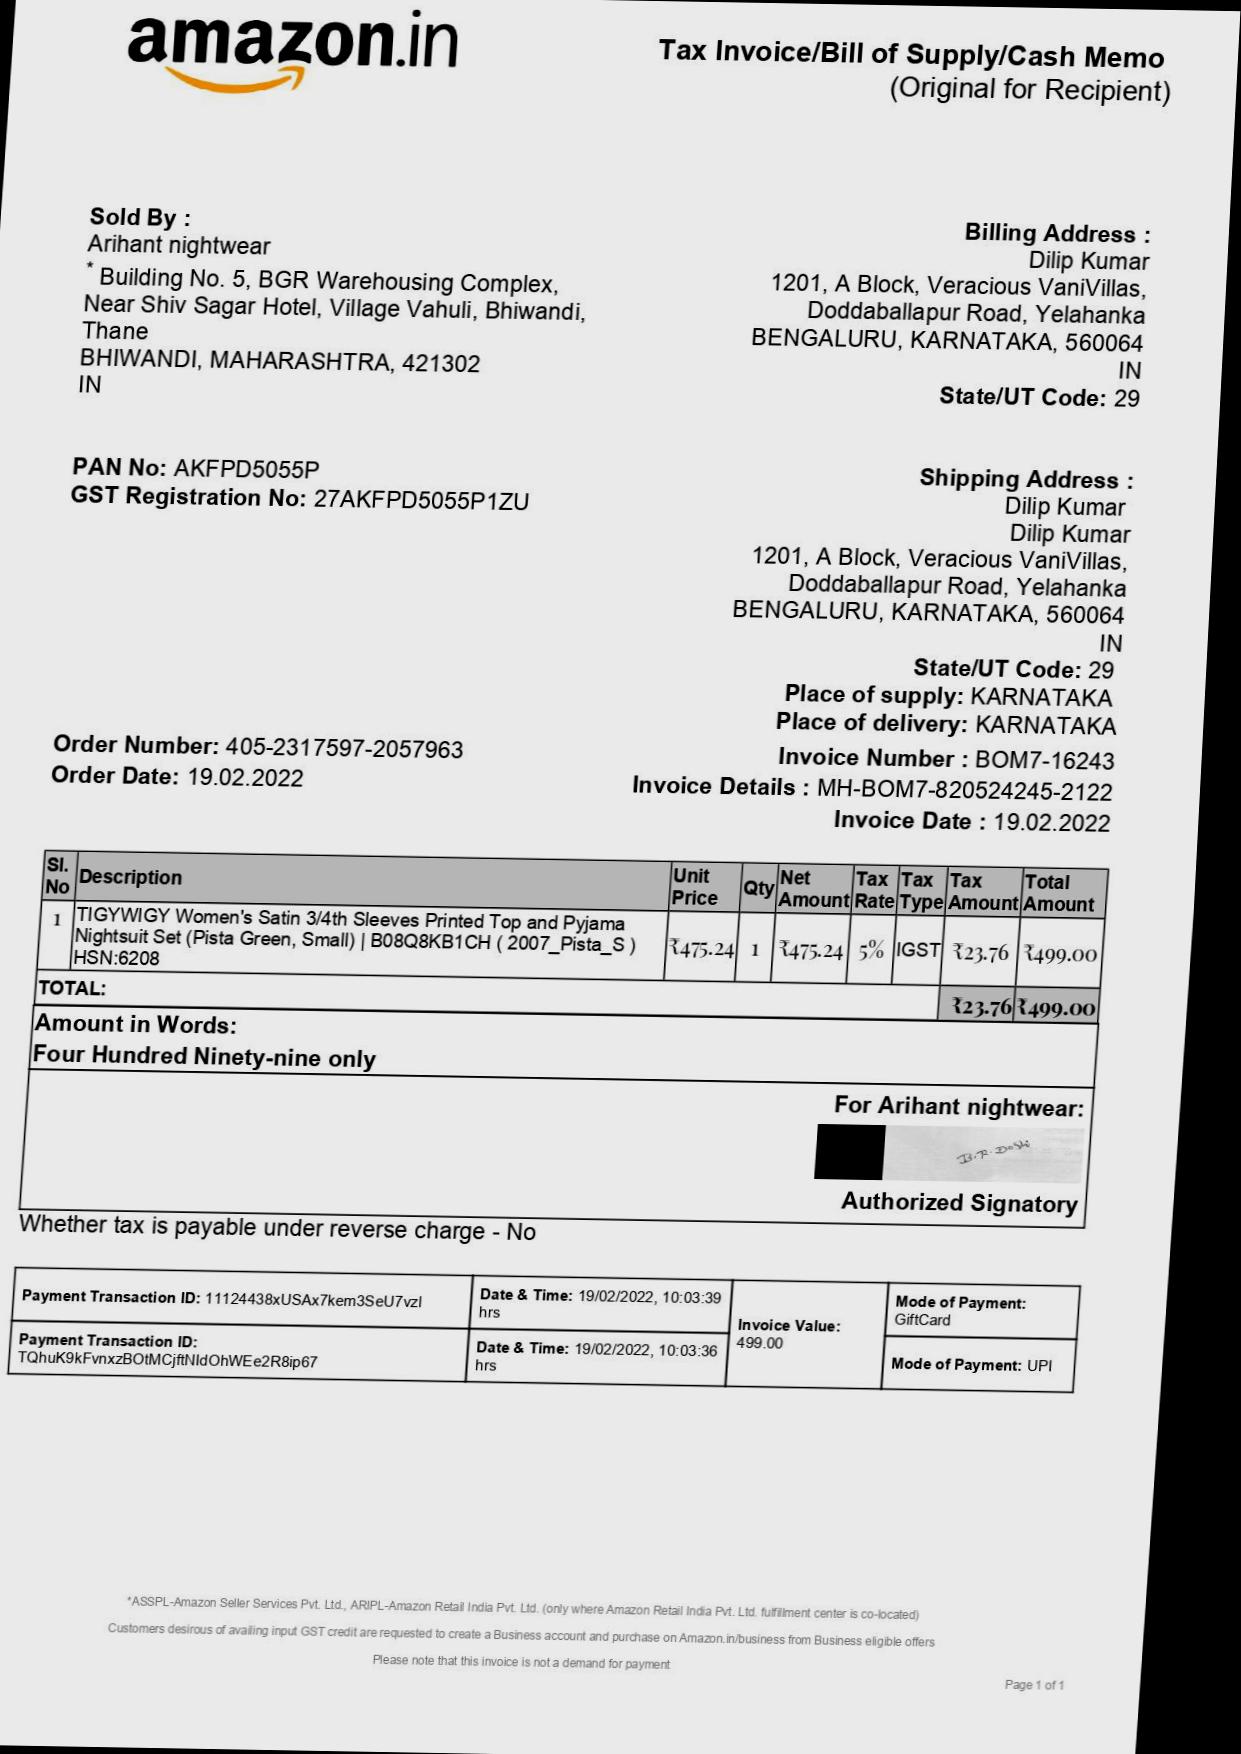 amazon.in
Tax Invoice/Bill of Supply/Cash Memo
(Original for Recipient)
Sold By :
Arihant nightwear
* Building No. 5, BGR Warehousing Complex,
Near Shiv Sagar Hotel, Village Vahuli, Bhiwandi,
Thane
BHIWANDI, MAHARASHTRA, 421302
IN
Billing Address :
Dilip Kumar
1201, A Block, Veracious VaniVillas,
Doddaballapur Road, Yelahanka
BENGALURU, KARNATAKA, 560064
IN
State/UT Code: 29
PAN No: AKFPD5055P
GST Registration No: 27AKFPD5055P1ZU
Shipping Address :
Dilip Kumar
Dilip Kumar
1201, A Block, Veracious VaniVillas,
Doddaballapur Road, Yelahanka
BENGALURU, KARNATAKA, 560064
IN
State/UT Code: 29
Place of supply: KARNATAKA
Place of delivery: KARNATAKA
Order Number: 405-2317597-2057963
Order Date: 19.02.2022
Invoice Number : BOM7-16243
Invoice Details : MH-BOM7-820524245-2122
Invoice Date : 19.02.2022
Sl. No Description Unit Price Qty Net Amount Tax Rate Tax Type Tax Amount Total Amount
1 TIGYWIGY Women's Satin 3/4th Sleeves Printed Top and Pyjama
Nightsuit Set (Pista Green, Small) | B08Q8KB1CH ( 2007_Pista_S ) ₹475.24 1 ₹475.24 5% IGST ₹23.76 ₹499.00
HSN:6208
TOTAL: ₹23.76 ₹499.00
Amount in Words:
Four Hundred Ninety-nine only
For Arihant nightwear:
B.R. Doshi
Authorized Signatory
Whether tax is payable under reverse charge - No
Payment Transaction ID: 11124438xUSAx7kem3SeU7vzl
Date & Time: 19/02/2022, 10:03:39
hrs
Invoice Value:
499.00
Mode of Payment:
GiftCard
Payment Transaction ID:
TQhuK9kFvnxzBOtMCjftNIdOhWEe2R8ip67
Date & Time: 19/02/2022, 10:03:36
hrs
Mode of Payment: UPI
*ASSPL-Amazon Seller Services Pvt. Ltd., ARIPL-Amazon Retail India Pvt. Ltd. (only where Amazon Retail India Pvt. Ltd. fulfillment center is co-located)
Customers desirous of availing input GST credit are requested to create a Business account and purchase on Amazon.in/business from Business eligible offers
Please note that this invoice is not a demand for payment
Page 1 of 1